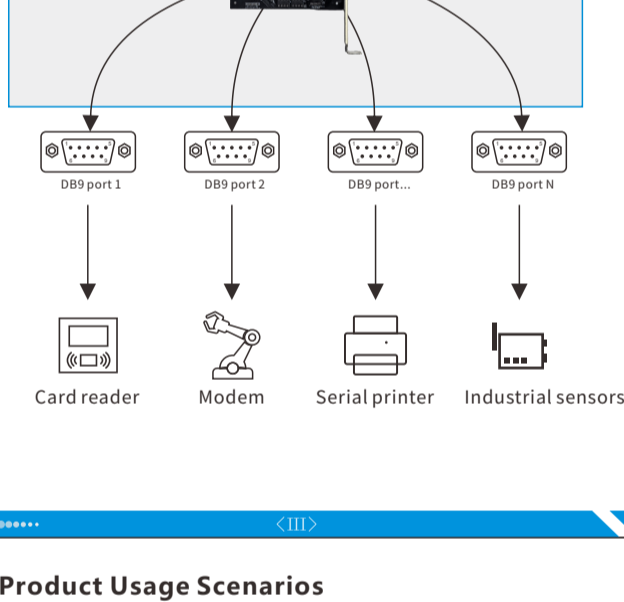 DB9 port 1 DB9 port 2 DB9 port... DB9 port N
Card reader Modem Serial printer Industrial sensors
<III>
Product Usage Scenarios